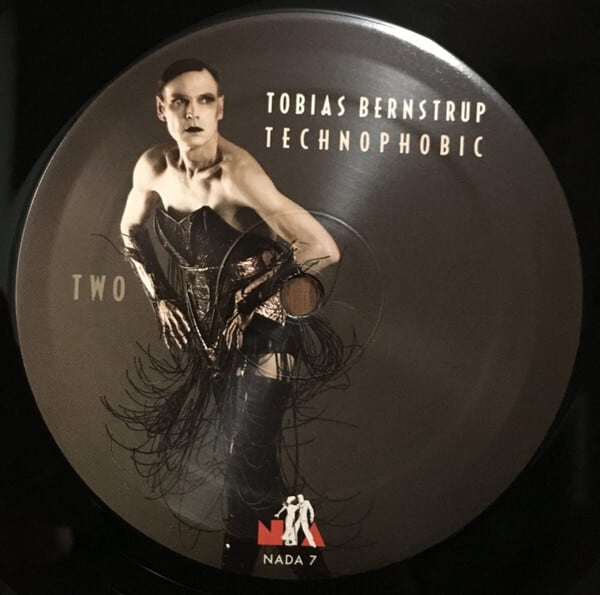 TOBIAS BERNSTRUP
TECHNOPHOBIC
TWO
NADA 7